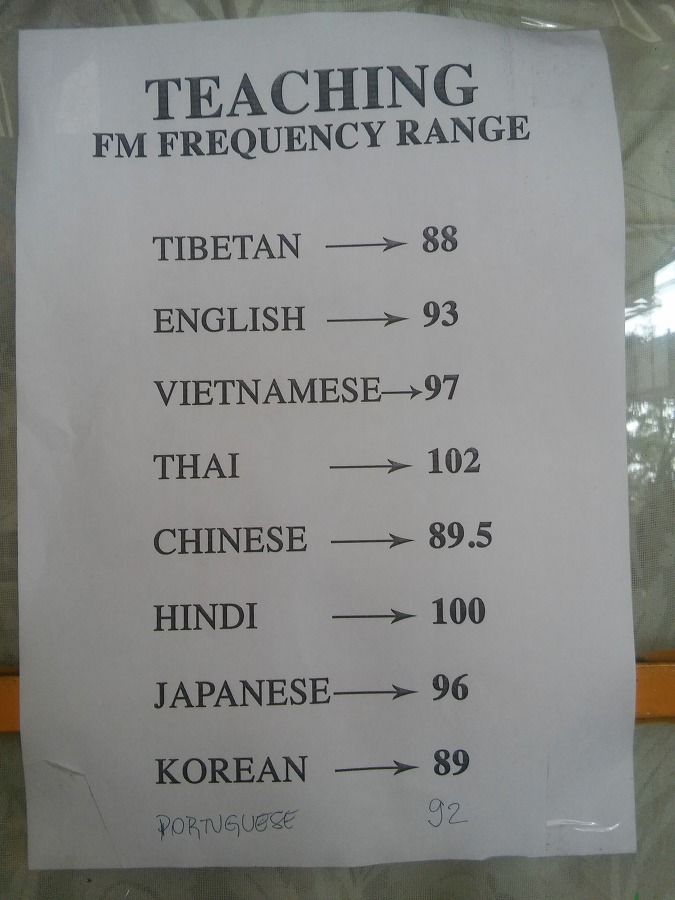 TEACHING
FM FREQUENCY RANGE
TIBETAN → 88
ENGLISH → 93
VIETNAMESE→97
THAI → 102
CHINESE → 89.5
HINDI → 100
JAPANESE→ 96
KOREAN → 89
PORTUGUESE 92